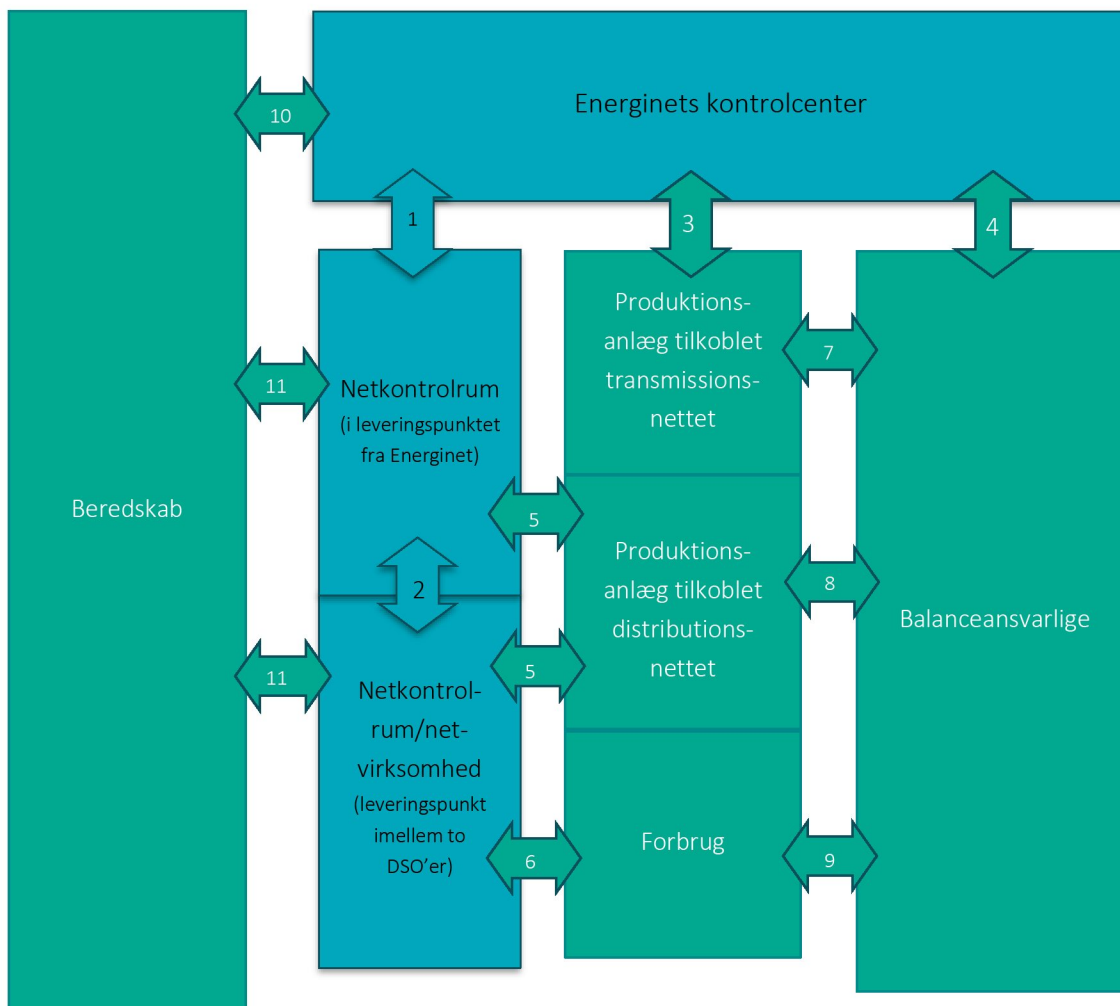 Energinets kontrolcenter
10
1
3
4
Produktions-
anlæg tilkoblet
transmissions-
nettet
7
11
Netkontrolrum
(i leveringspunktet
fra Energinet)
Beredskab
5
2
Produktions-
anlæg tilkoblet
distributions-
nettet
8
Balanceansvarlige
11
5
Netkontrol-
rum/net-
virksomhed
(leveringspunkt
imellem to
DSO’er)
6
Forbrug
9